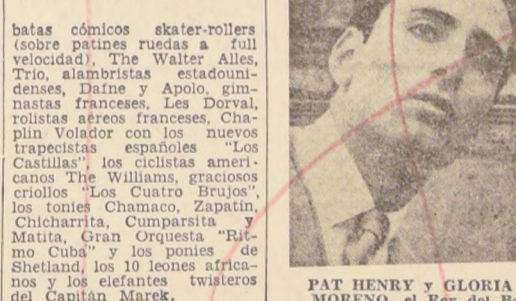 batas cómicos skater-rollers
(sobre patines ruedas a full
velocidad), The Walter Alles,
Trio, alambristas estadouni-
denses, Dafne y Apolo, gim-
nastas franceses, Les Dorval,
rolistas aéreos franceses, Cha-
plin Volador con los nuevos
trapecistas españoles "Los
Castillas", los ciclistas ameri-
canos The Williams, graciosos
criollos "Los Cuatro Brujos",
los tonies Chamaco, Zapatín,
Chicharrita, Cumparsita y
Matita, Gran Orquesta "Rit-
mo Cuba" y los ponies de
Shetland, los 10 leones africa-
nos y los elefantes twisteros
del Capitán Marek.
PAT HENRY y GLORIA
MORENO, el Rey del